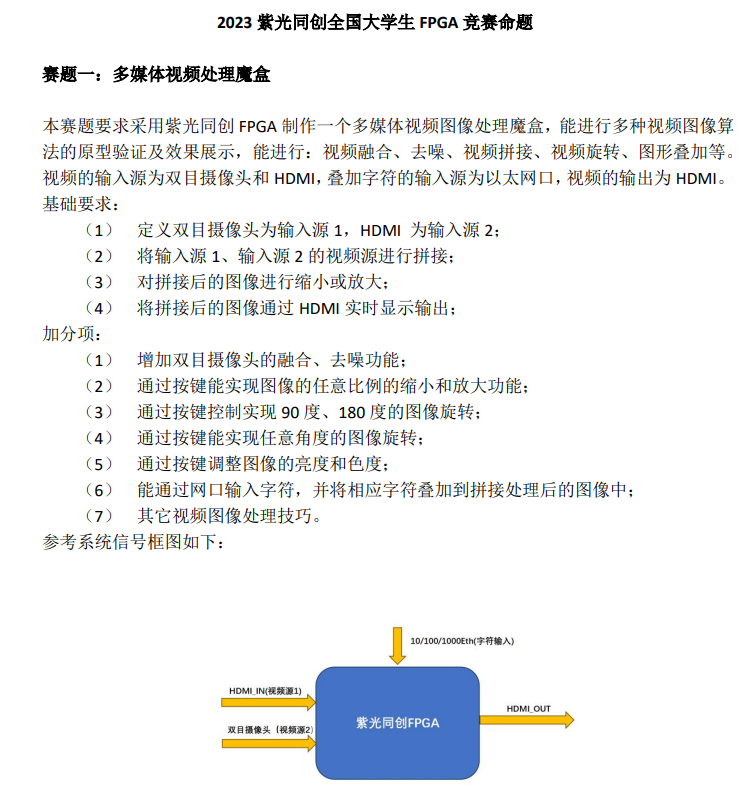 2023 紫光同创全国大学生 FPGA 竞赛命题
赛题一：多媒体视频处理魔盒
本赛题要求采用紫光同创 FPGA 制作一个多媒体视频图像处理魔盒，能进行多种视频图像算
法的原型验证及效果展示，能进行：视频融合、去噪、视频拼接、视频旋转、图形叠加等。
视频的输入源为双目摄像头和 HDMI，叠加字符的输入源为以太网口，视频的输出为 HDMI。
基础要求：
（1） 定义双目摄像头为输入源 1，HDMI 为输入源 2；
（2） 将输入源 1、输入源 2 的视频源进行拼接；
（3） 对拼接后的图像进行缩小或放大；
（4） 将拼接后的图像通过 HDMI 实时显示输出；
加分项：
（1） 增加双目摄像头的融合、去噪功能；
（2） 通过按键能实现图像的任意比例的缩小和放大功能；
（3） 通过按键控制实现 90 度、180 度的图像旋转；
（4） 通过按键能实现任意角度的图像旋转；
（5） 通过按键调整图像的亮度和色度；
（6） 能通过网口输入字符，并将相应字符叠加到拼接处理后的图像中；
（7） 其它视频图像处理技巧。
参考系统信号框图如下：
10/100/1000Eth(字符输入)
HDMI_IN(视频源1)
紫光同创FPGA
HDMI_OUT
双目摄像头（视频源2）